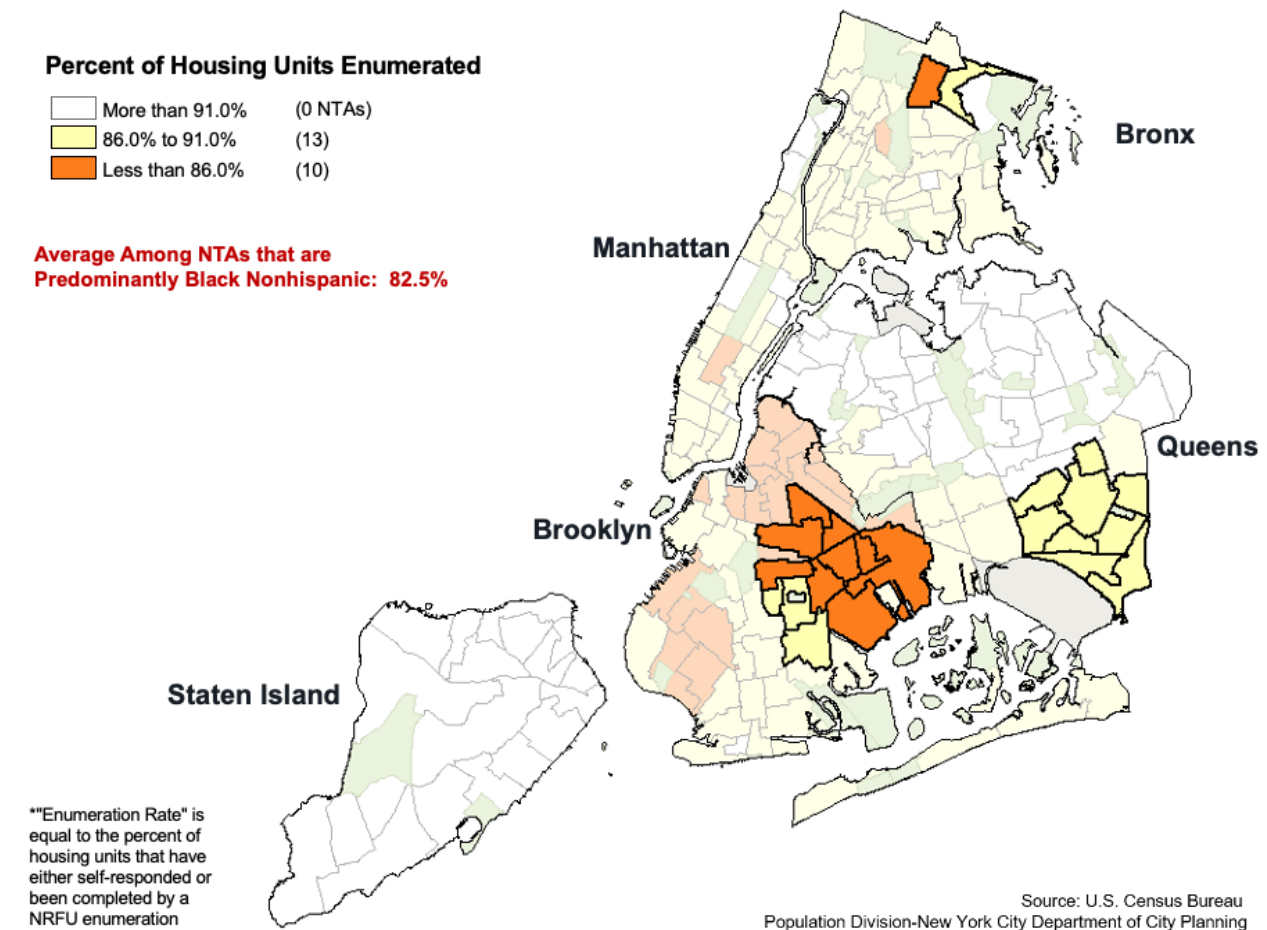 Percent of Housing Units Enumerated
More than 91.0% (0 NTAs)
86.0% to 91.0% (13)
Less than 86.0% (10)
Average Among NTAs that are
Predominantly Black Nonhispanic: 82.5%
Bronx
Manhattan
Queens
Brooklyn
Staten Island
*"Enumeration Rate" is
equal to the percent of
housing units that have
either self-responded or
been completed by a
NRFU enumeration
Source: U.S. Census Bureau
Population Division-New York City Department of City Planning